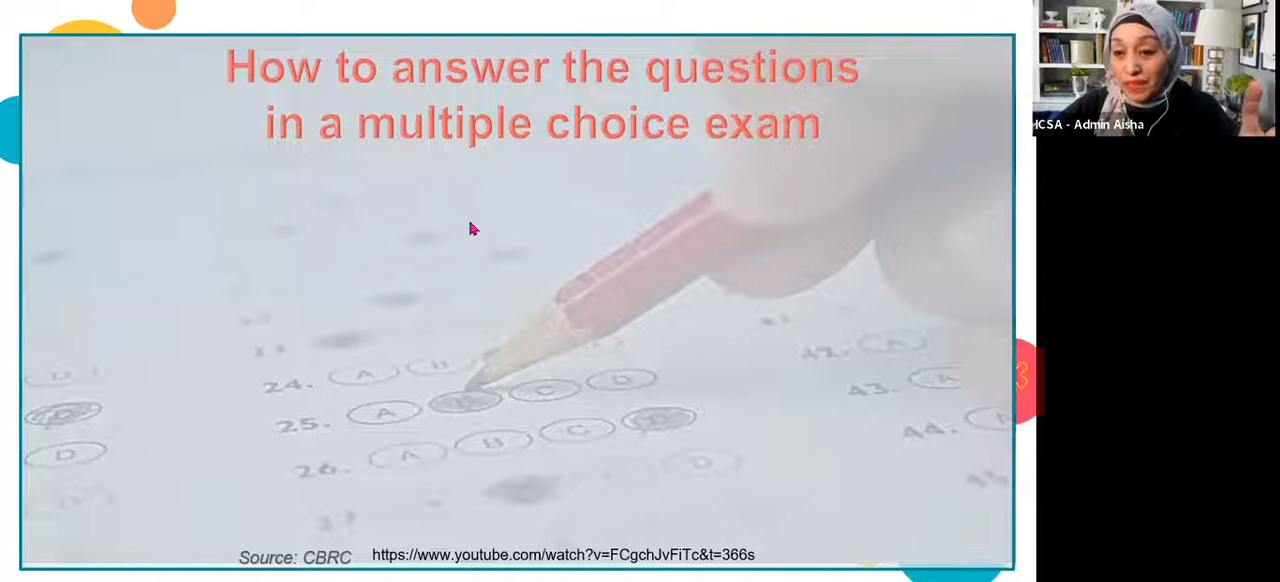 How to answer the questions
in a multiple choice exam
ICSA - Admin Aisha
24. A B
25. A C D
26. A B C
42. A
43. A
44.
D
Source: CBRC https://www.youtube.com/watch?v=FCgchJvFiTc&t=366s